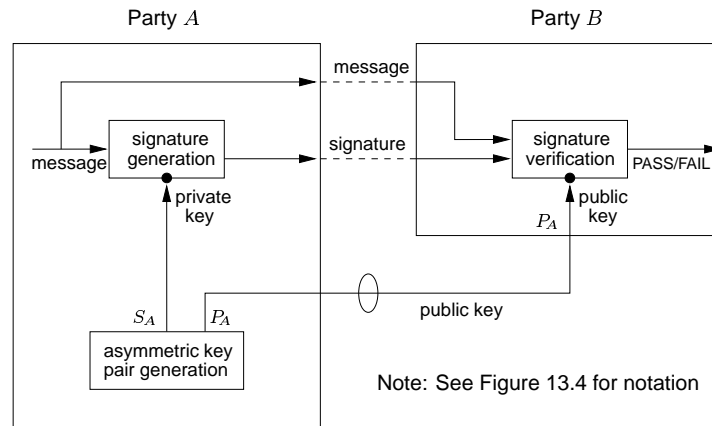 Party A
Party B
message
signature
generation
message
signature
signature
verification
PASS/FAIL
private
key
public
key
P_A
S_A
P_A
public key
asymmetric key
pair generation
Note: See Figure 13.4 for notation